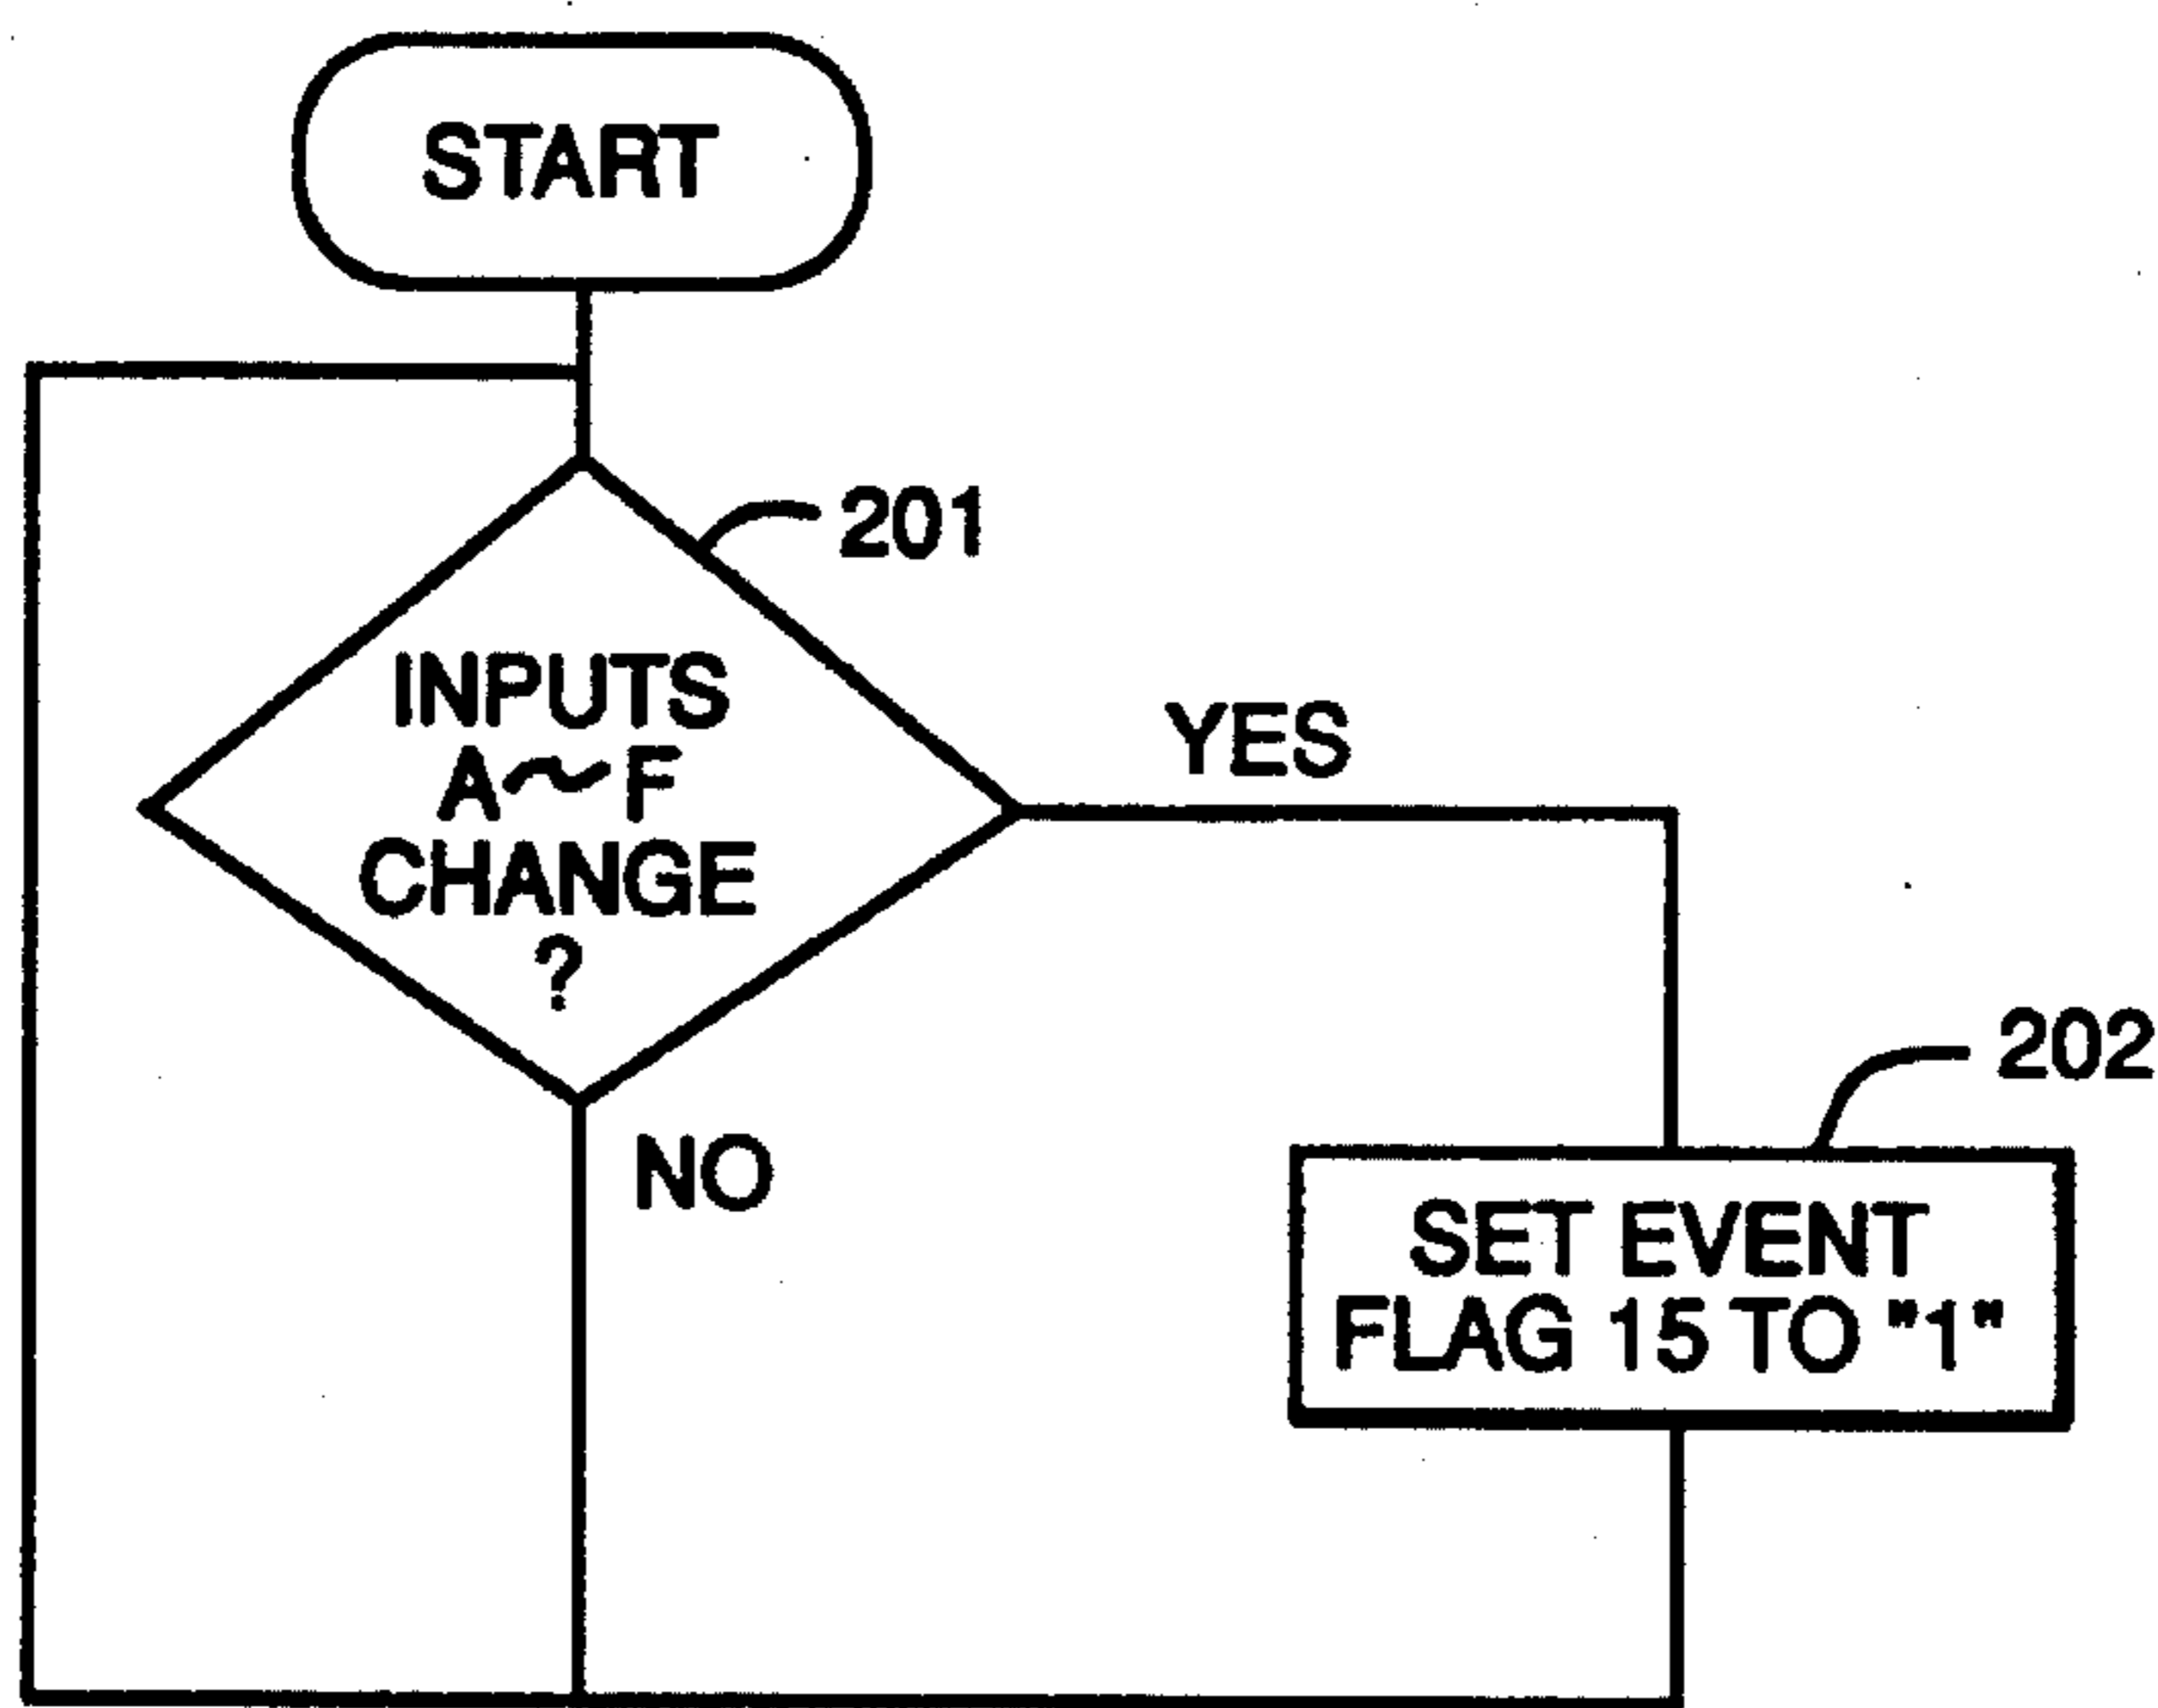 START
201
INPUTS
A~F
CHANGE
?
YES
NO
202
SET EVENT
FLAG 15 TO "1"